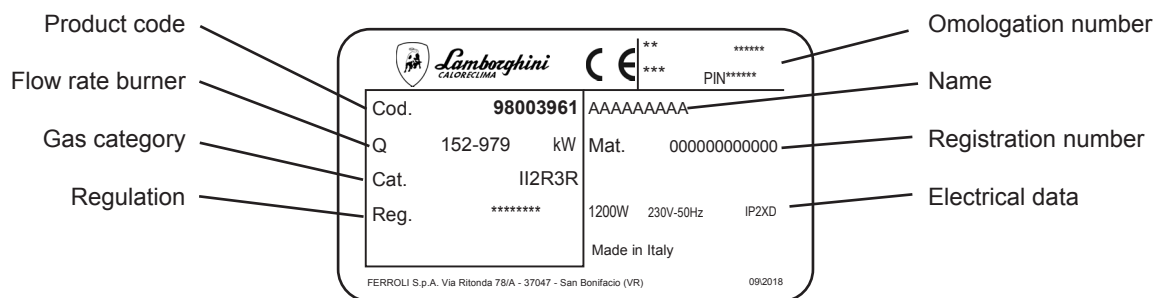 Product code
Flow rate burner
Gas category
Regulation
Lamborghini
CALORECLIMA
CE
** ******
*** PIN******
Cod. 98003961
Q 152-979 kW
Cat. II2R3R
Reg. ********
AAAAAAAAA
Mat. 000000000000
1200W 230V-50Hz IP2XD
Made in Italy
FERROLI S.p.A. Via Ritonda 78/A - 37047 - San Bonifacio (VR) 09\2018
Omologation number
Name
Registration number
Electrical data